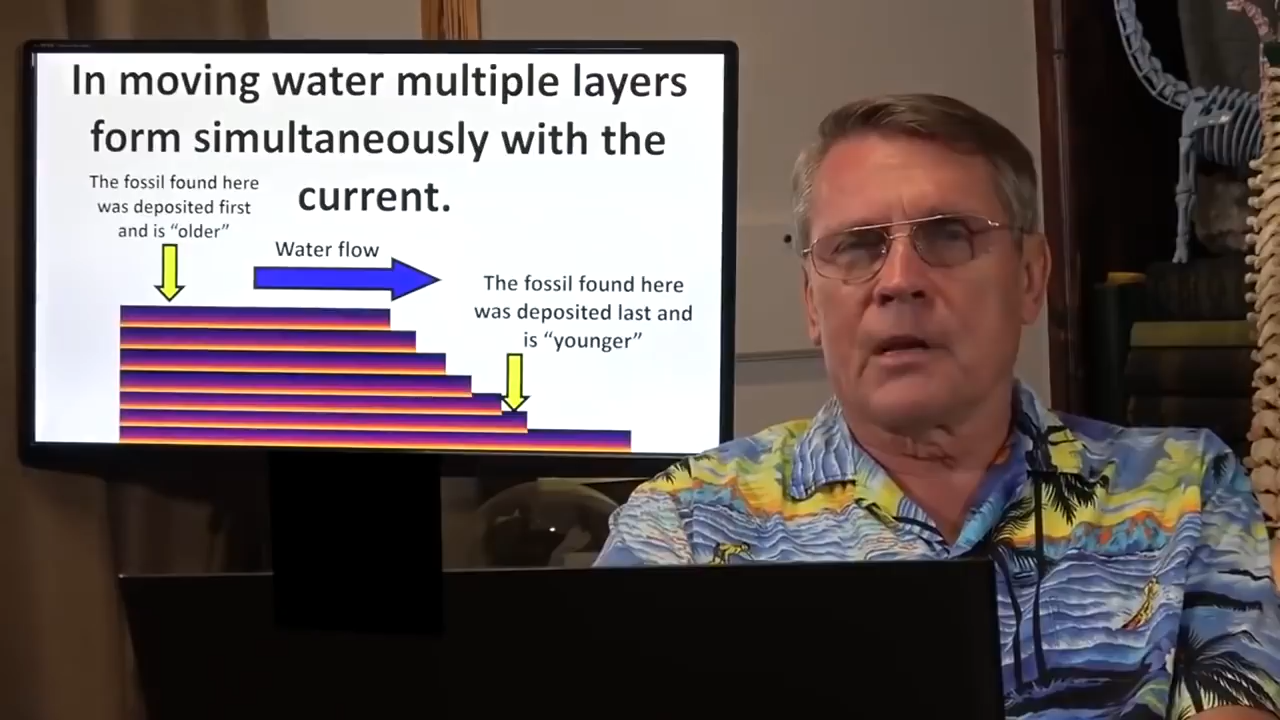 In moving water multiple layers
form simultaneously with the
current.
The fossil found here
was deposited first
and is “older”
Water flow
The fossil found here
was deposited last and
is “younger”